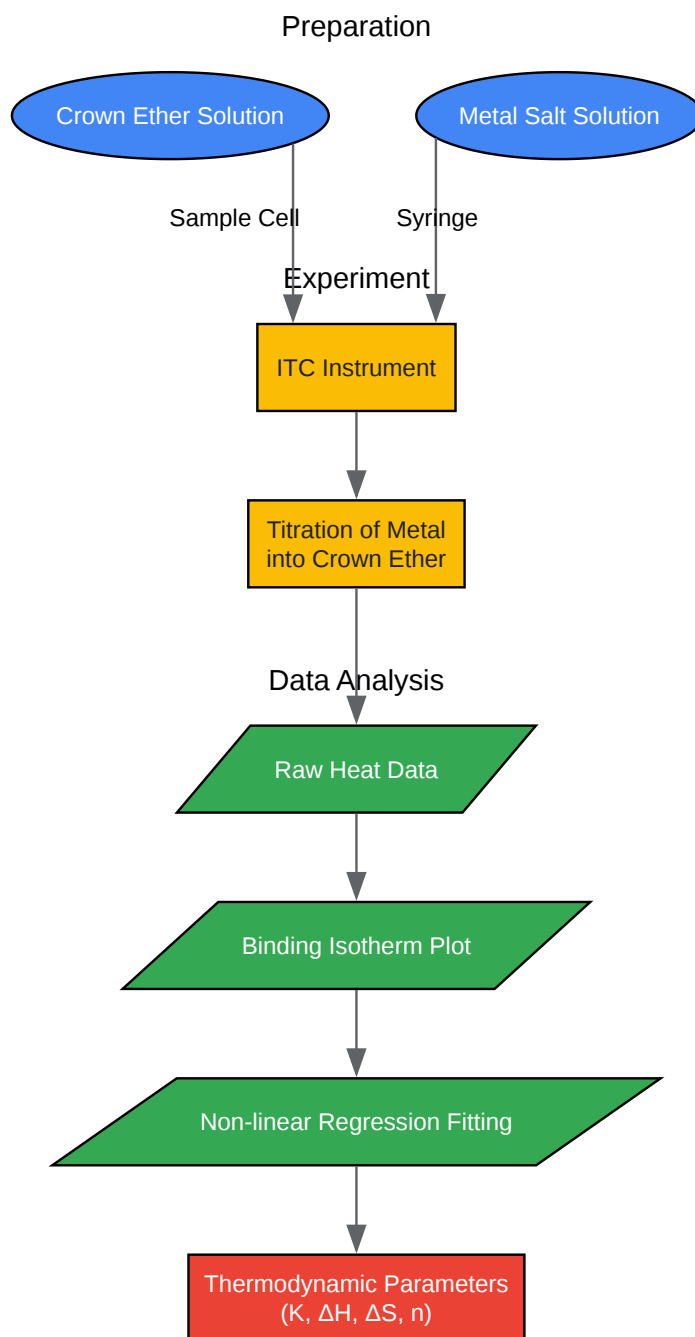 Preparation
Crown Ether Solution
Metal Salt Solution
Sample Cell
Syringe
Experiment
ITC Instrument
Titration of Metal
into Crown Ether
Data Analysis
Raw Heat Data
Binding Isotherm Plot
Non-linear Regression Fitting
Thermodynamic Parameters
(K, ΔH, ΔS, n)